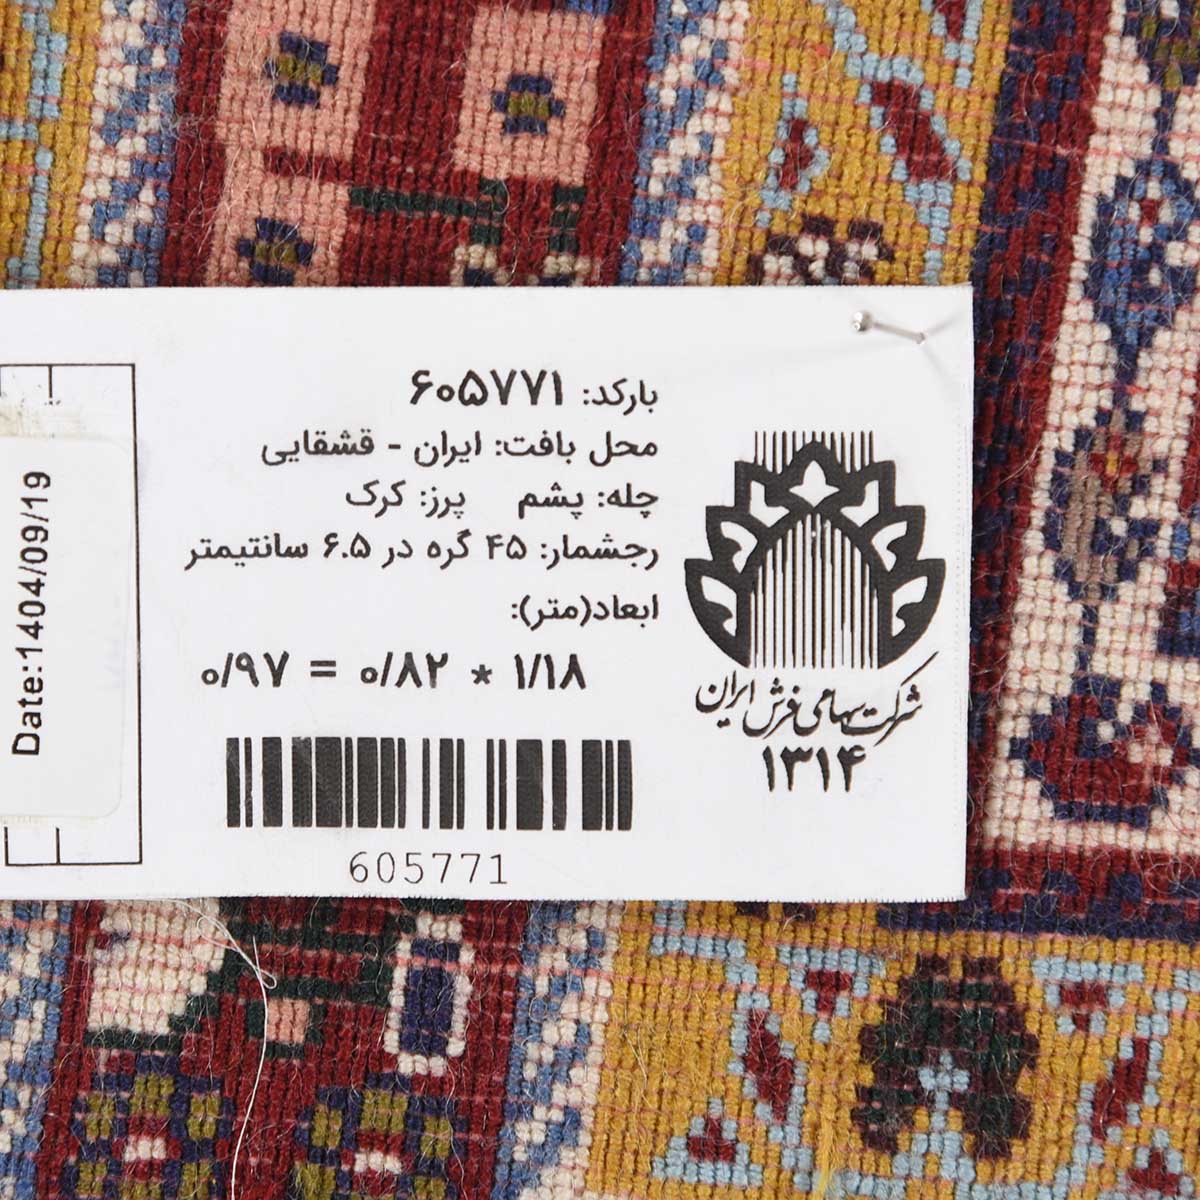 بارکد: ۶۰۵۷۷۱
محل بافت: ایران - قشقایی
چله: پشم پرز: کرک
رجشمار: ۴۵ گره در ۶.۵ سانتیمتر
ابعاد(متر):
۱/۱۸ * ۰/۸۲ = ۰/۹۷
605771
شرکت سهامی فرش ایران
۱۳۱۴
Date:1404/09/19